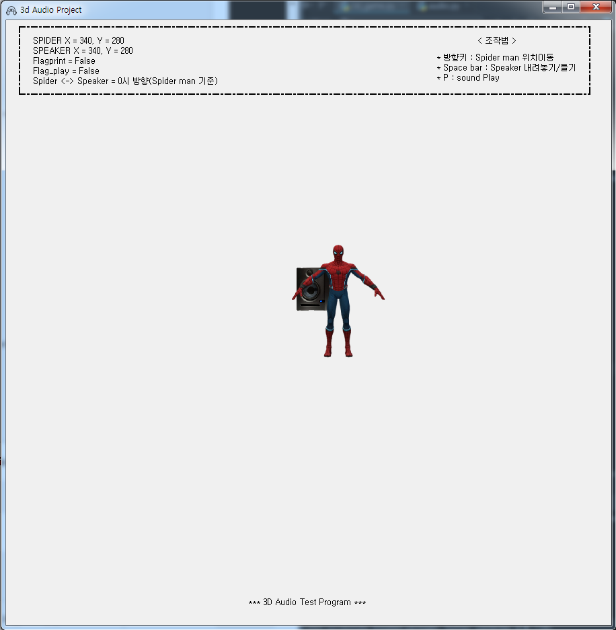 3d Audio Project
SPIDER X = 340, Y = 280
SPEAKER X = 340, Y = 280
Flagprint = False
Flag_play = False
Spider <-> Speaker = 0시 방향(Spider man 기준)
< 조작법 >
* 방향키 : Spider man 위치이동
* Space bar : Speaker 내려놓기/들기
* P : sound Play
*** 3D Audio Test Program ***